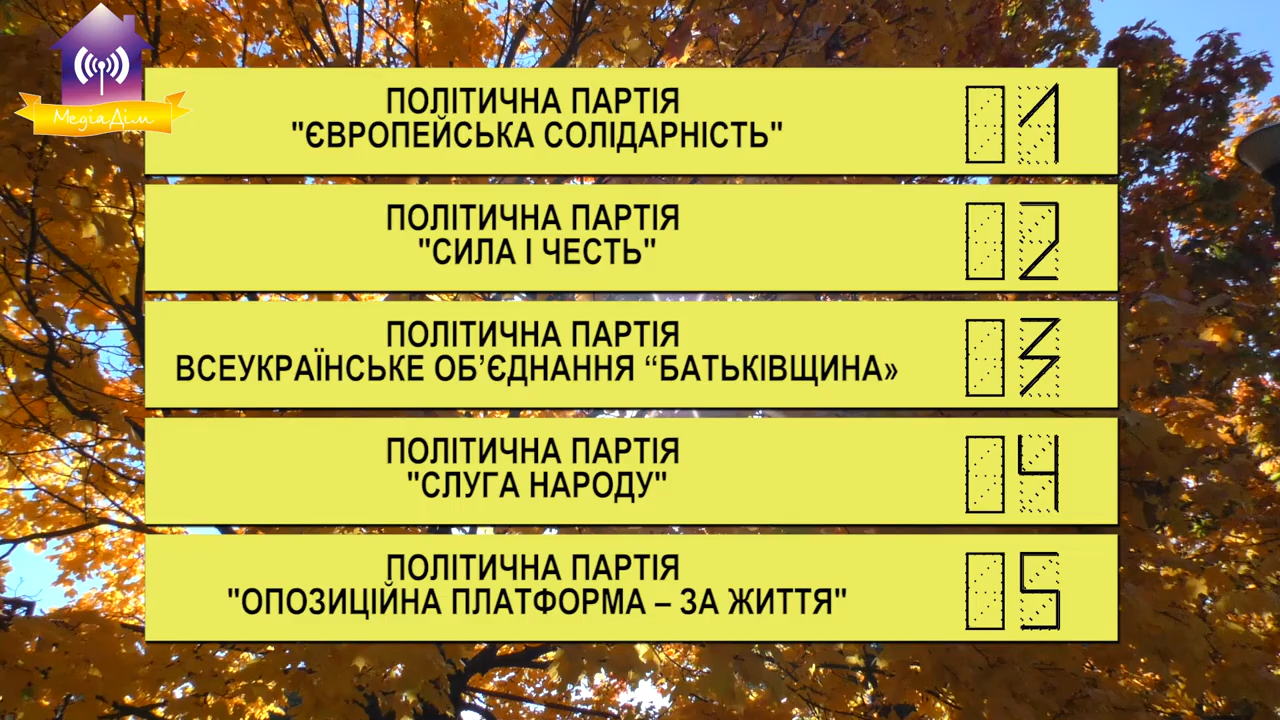 МедіаДім
ПОЛІТИЧНА ПАРТІЯ
"ЄВРОПЕЙСЬКА СОЛІДАРНІСТЬ"
01
ПОЛІТИЧНА ПАРТІЯ
"СИЛА І ЧЕСТЬ"
02
ПОЛІТИЧНА ПАРТІЯ
ВСЕУКРАЇНСЬКЕ ОБ’ЄДНАННЯ “БАТЬКІВЩИНА»
03
ПОЛІТИЧНА ПАРТІЯ
"СЛУГА НАРОДУ"
04
ПОЛІТИЧНА ПАРТІЯ
"ОПОЗИЦІЙНА ПЛАТФОРМА – ЗА ЖИТТЯ"
05